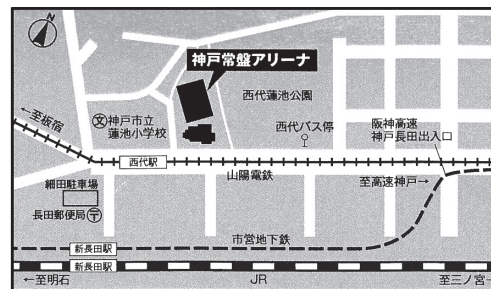 N
神戸常盤アリーナ
西代蓮池公園
←至板宿
文
神戸市立
蓮池小学校
西代バス停
阪神高速
神戸長田出入口
西代駅
山陽電鉄
至高速神戸→
細田駐車場
長田郵便局
〒
市営地下鉄
新長田駅
新長田駅
←至明石
JR
至三ノ宮→